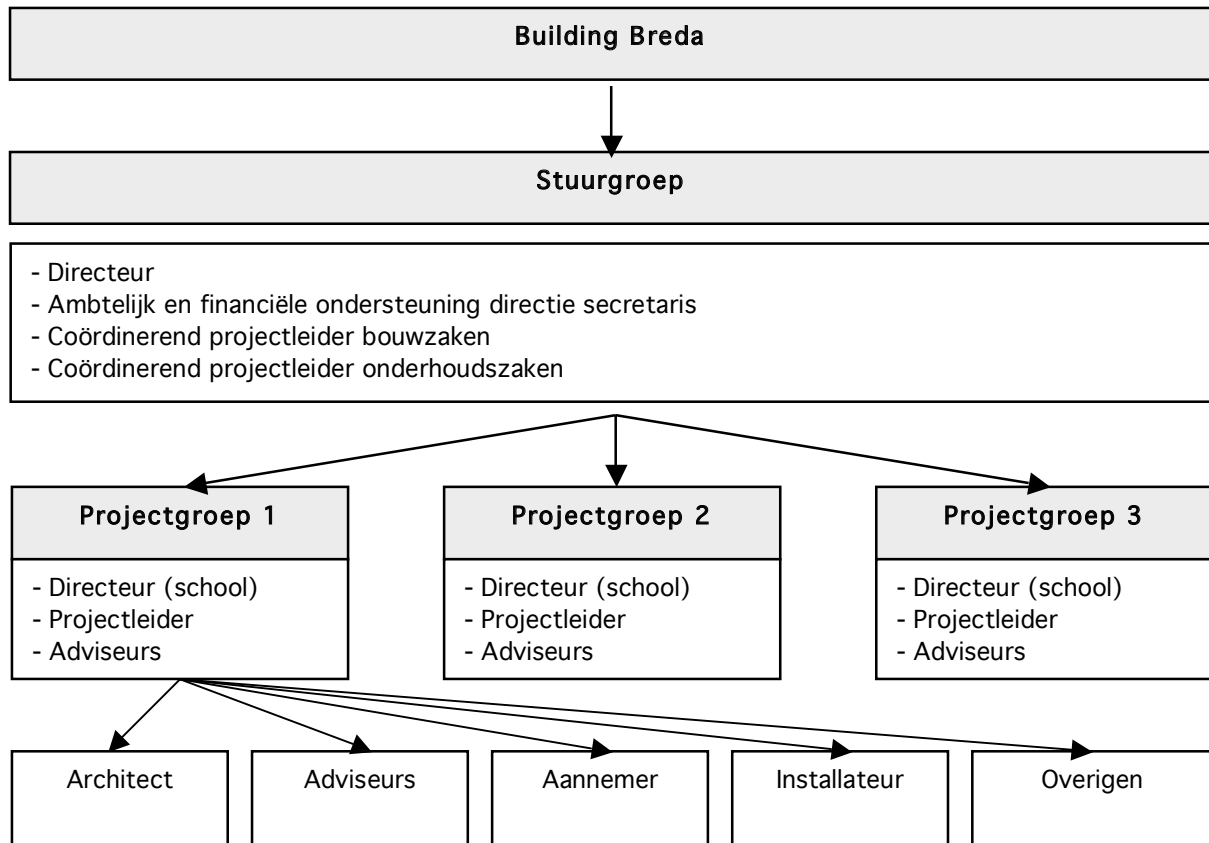 Building Breda
Stuurgroep
- Directeur
- Ambtelijk en financiële ondersteuning directie secretaris
- Coördinerend projectleider bouwzaken
- Coördinerend projectleider onderhoudszaken
Projectgroep 1
- Directeur (school)
- Projectleider
- Adviseurs
Projectgroep 2
- Directeur (school)
- Projectleider
- Adviseurs
Projectgroep 3
- Directeur (school)
- Projectleider
- Adviseurs
Architect
Adviseurs
Aannemer
Installateur
Overigen